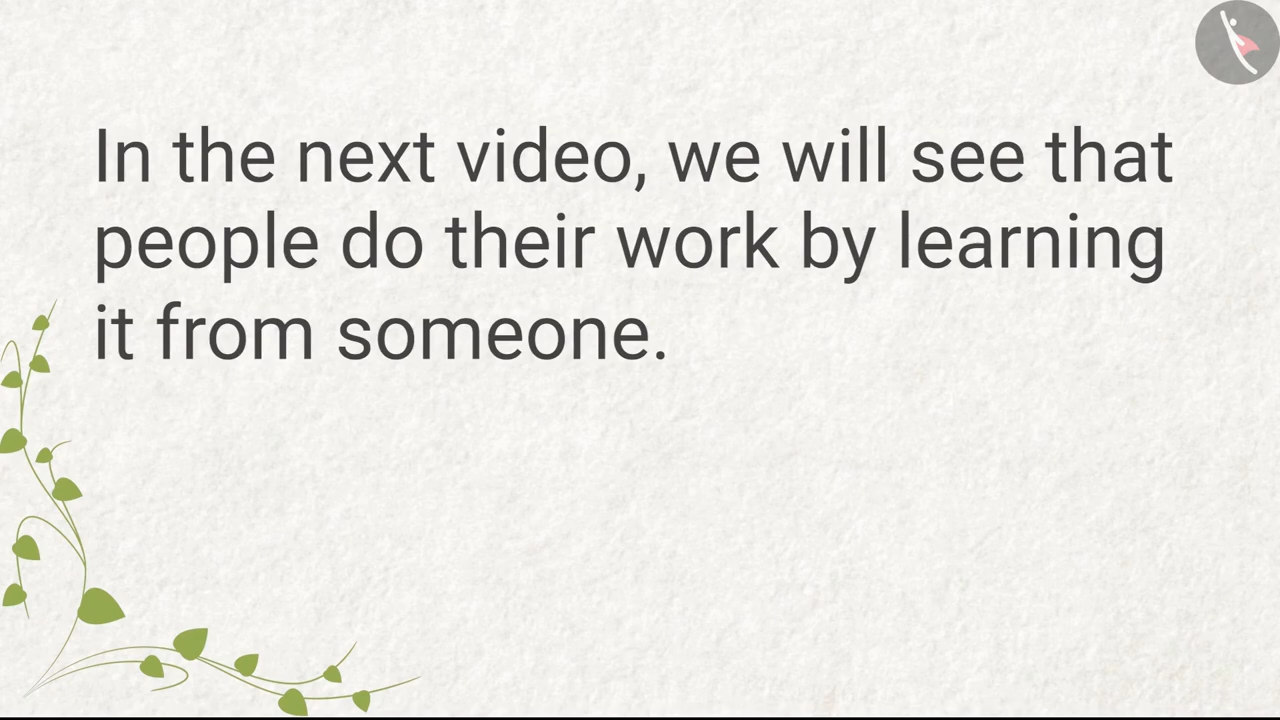 In the next video, we will see that
people do their work by learning
it from someone.